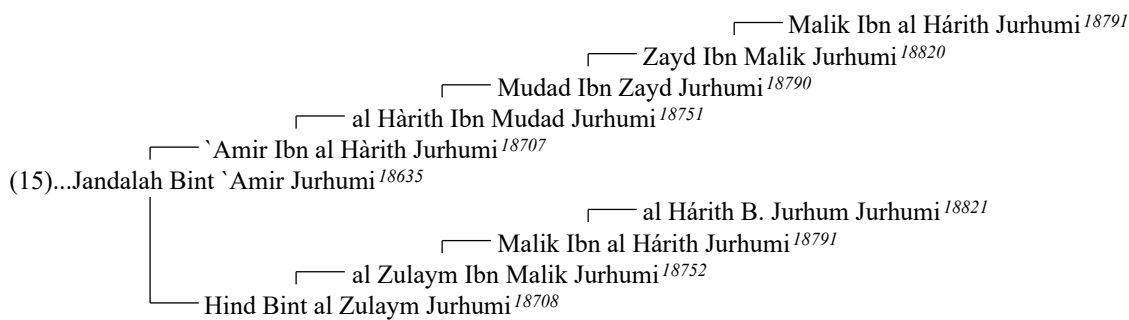 Malik Ibn al Hárith Jurhumi 18791
Zayd Ibn Malik Jurhumi 18820
Mudad Ibn Zayd Jurhumi 18790
al Hàrith Ibn Mudad Jurhumi 18751
`Amir Ibn al Hàrith Jurhumi 18707
(15)...Jandalah Bint `Amir Jurhumi 18635
al Hárith B. Jurhum Jurhumi 18821
Malik Ibn al Hárith Jurhumi 18791
al Zulaym Ibn Malik Jurhumi 18752
Hind Bint al Zulaym Jurhumi 18708